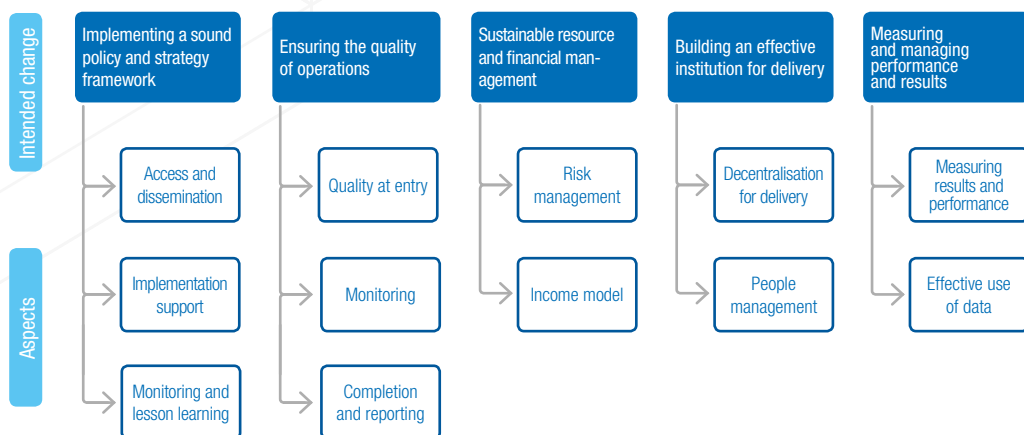 Intended change
Implementing a sound
policy and strategy
framework
Ensuring the quality
of operations
Sustainable resource
and financial man-
agement
Building an effective
institution for delivery
Measuring
and managing
performance
and results
Aspects
Access and
dissemination
Implementation
support
Monitoring and
lesson learning
Quality at entry
Monitoring
Completion
and reporting
Risk
management
Income model
Decentralisation
for delivery
People
management
Measuring
results and
performance
Effective use
of data